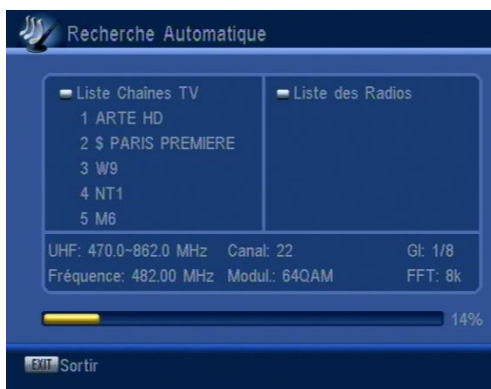 Recherche Automatique
Liste Chaînes TV
1 ARTE HD
2 $ PARIS PREMIERE
3 W9
4 NT1
5 M6
Liste des Radios
UHF: 470.0~862.0 MHz Canal: 22 GI: 1/8
Fréquence: 482.00 MHz Modul.: 64QAM FFT: 8k
14%
EXIT Sortir